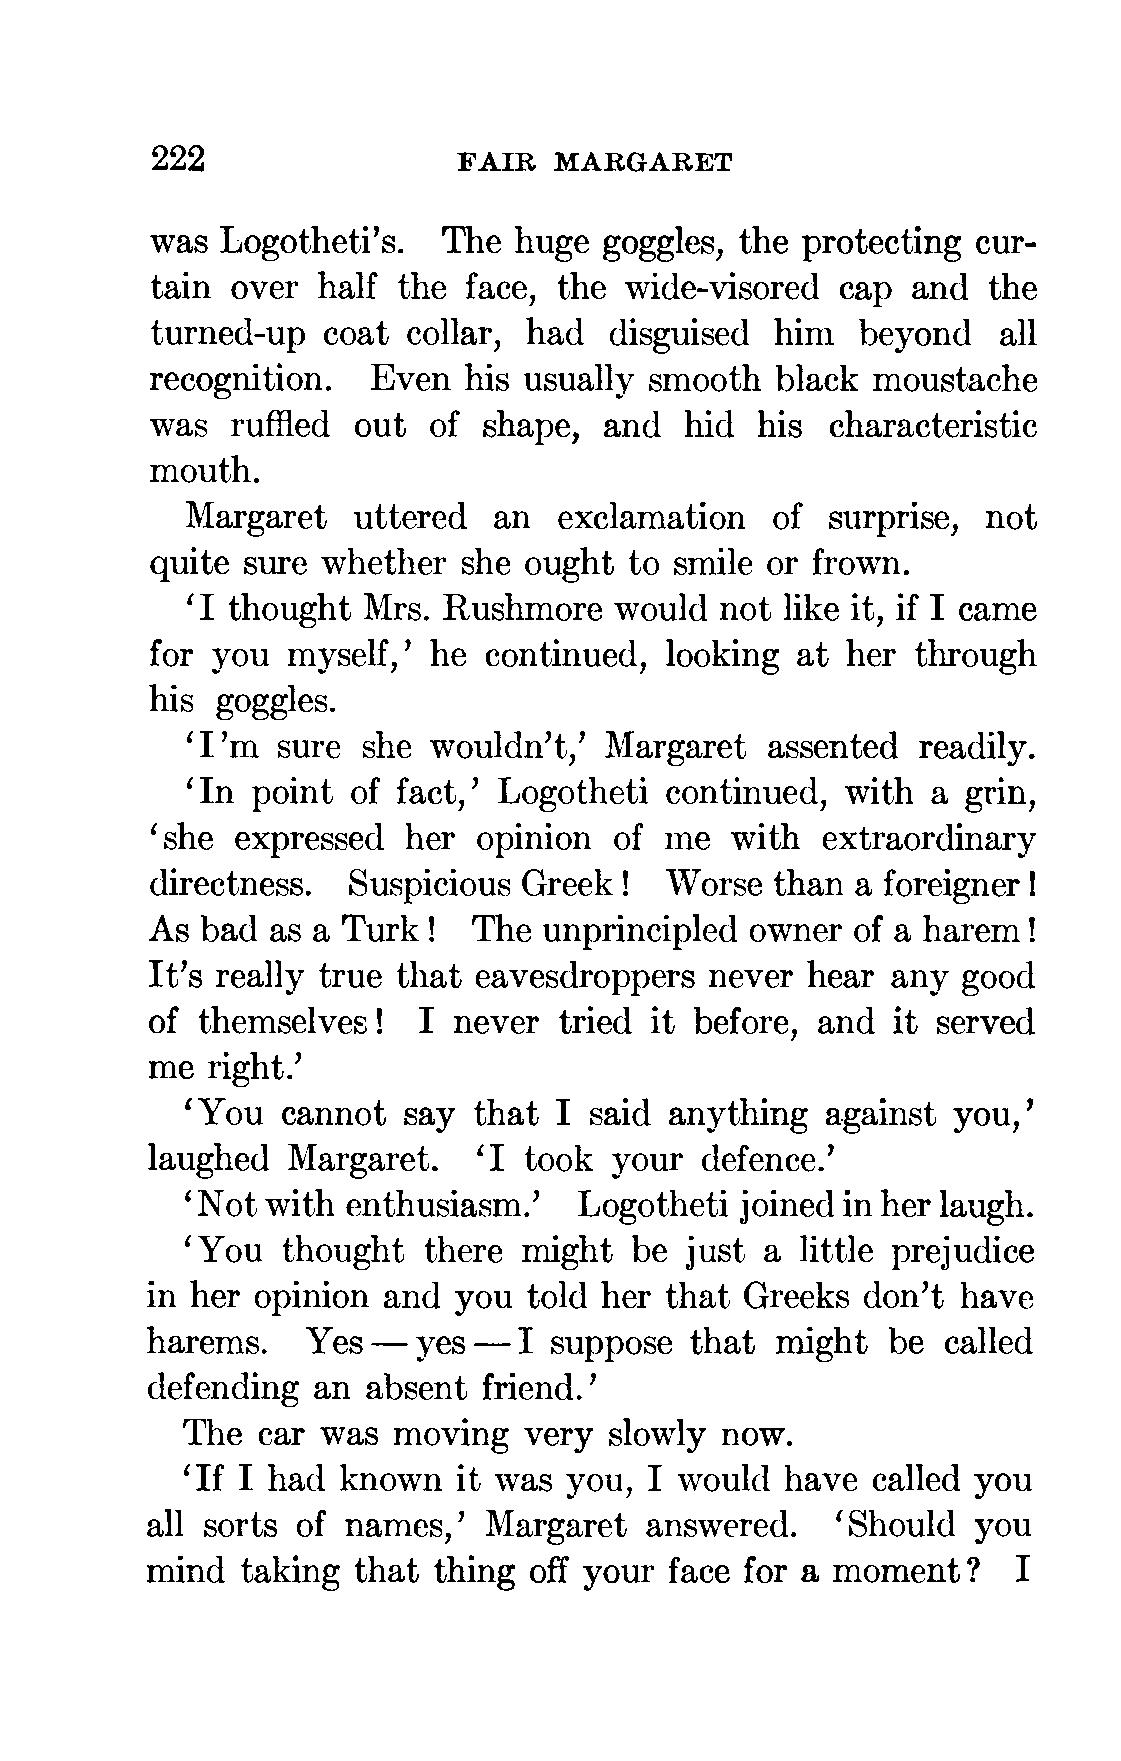 222 FAIR MARGARET
was Logotheti's. The huge goggles, the protecting cur-
tain over half the face, the wide-visored cap and the
turned-up coat collar, had disguised him beyond all
recognition. Even his usually smooth black moustache
was ruffled out of shape, and hid his characteristic
mouth.
Margaret uttered an exclamation of surprise, not
quite sure whether she ought to smile or frown.
'I thought Mrs. Rushmore would not like it, if I came
for you myself,' he continued, looking at her through
his goggles.
'I'm sure she wouldn't,' Margaret assented readily.
'In point of fact,' Logotheti continued, with a grin,
'she expressed her opinion of me with extraordinary
directness. Suspicious Greek! Worse than a foreigner!
As bad as a Turk! The unprincipled owner of a harem!
It's really true that eavesdroppers never hear any good
of themselves! I never tried it before, and it served
me right.'
'You cannot say that I said anything against you,'
laughed Margaret. 'I took your defence.'
'Not with enthusiasm.' Logotheti joined in her laugh.
'You thought there might be just a little prejudice
in her opinion and you told her that Greeks don't have
harems. Yes — yes — I suppose that might be called
defending an absent friend.'
The car was moving very slowly now.
'If I had known it was you, I would have called you
all sorts of names,' Margaret answered. 'Should you
mind taking that thing off your face for a moment? I